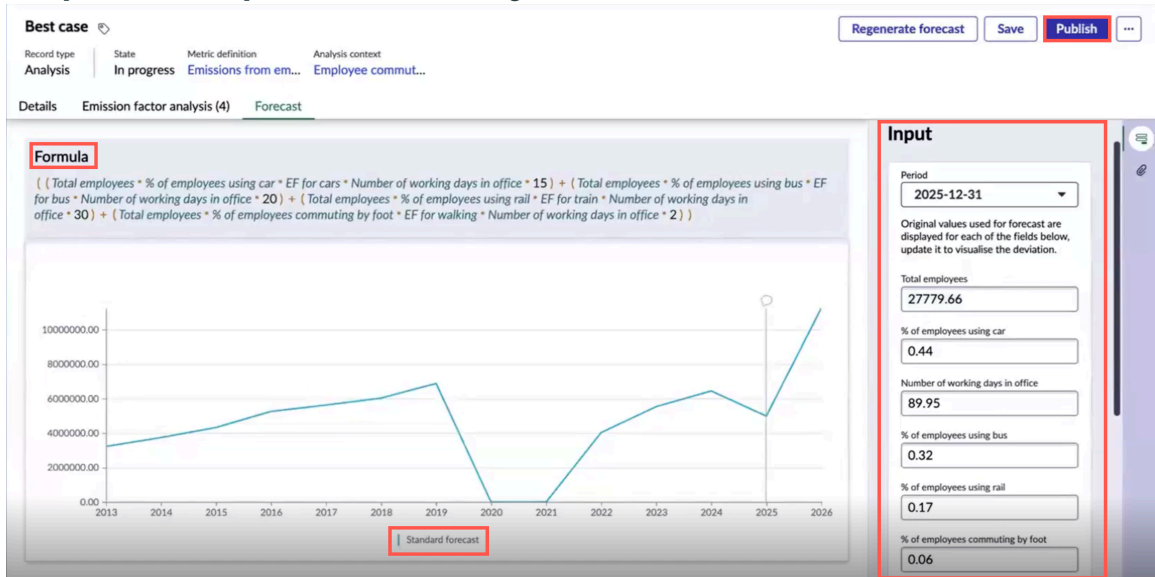 Best case
Regenerate forecast
Save
Publish
...
Record type
State
Metric definition
Analysis context
Analysis
In progress
Emissions from em...
Employee commut...
Details
Emission factor analysis (4)
Forecast
Formula
( ( Total employees * % of employees using car * EF for cars * Number of working days in office * 15 ) + ( Total employees * % of employees using bus * EF
for bus * Number of working days in office * 20 ) + ( Total employees * % of employees using rail * EF for train * Number of working days in
office * 30 ) + ( Total employees * % of employees commuting by foot * EF for walking * Number of working days in office * 2 ) )
10000000.00
8000000.00
6000000.00
4000000.00
2000000.00
0.00
2013 2014 2015 2016 2017 2018 2019 2020 2021 2022 2023 2024 2025 2026
Standard forecast
Input
Period
2025-12-31
Original values used for forecast are
displayed for each of the fields below,
update it to visualise the deviation.
Total employees
27779.66
% of employees using car
0.44
Number of working days in office
89.95
% of employees using bus
0.32
% of employees using rail
0.17
% of employees commuting by foot
0.06